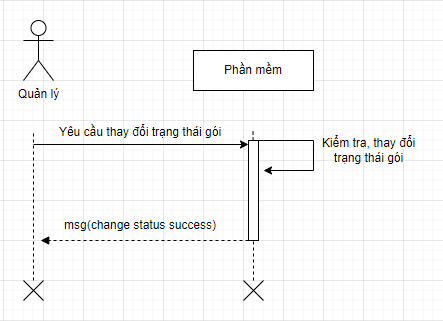 Phần mềm
Quản lý
Yêu cầu thay đổi trạng thái gói
Kiểm tra, thay đổi
trạng thái gói
msg(change status success)